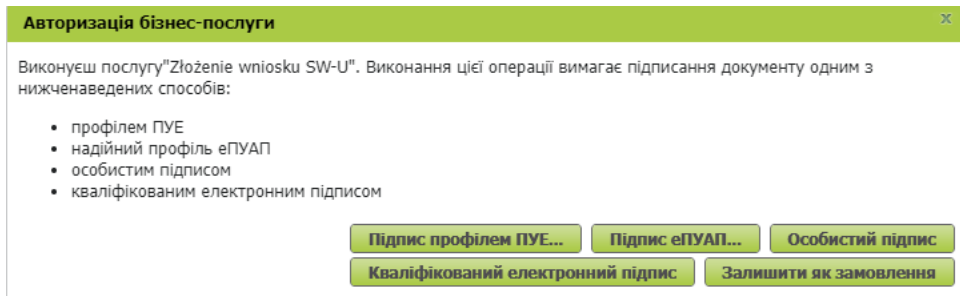 Авторизація бізнес-послуги
x
Виконуєш послугу"Złożenie wniosku SW-U". Виконання цієї операції вимагає підписання документу одним з
нижченаведених способів:
• профілем ПУЕ
• надійний профіль еПУАП
• особистим підписом
• кваліфікованим електронним підписом
Підпис профілем ПУЕ... Підпис еПУАП... Особистий підпис
Кваліфікований електронний підпис Залишити як замовлення